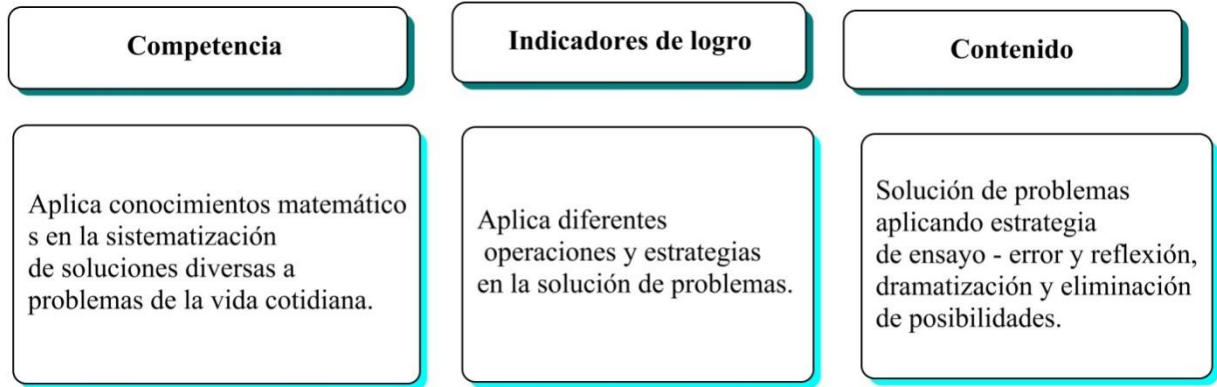 Competencia
Indicadores de logro
Contenido
Aplica conocimientos matemático
s en la sistematización
de soluciones diversas a
problemas de la vida cotidiana.
Aplica diferentes
operaciones y estrategias
en la solución de problemas.
Solución de problemas
aplicando estrategia
de ensayo - error y reflexión,
dramatización y eliminación
de posibilidades.